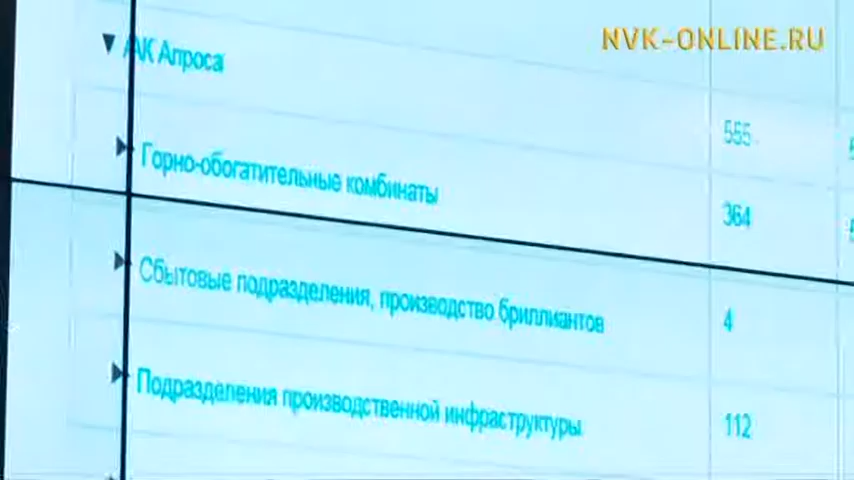 NVK-ONLINE.RU
АК Алроса
555
Горно-обогатительные комбинаты
364
Сбытовые подразделения, производство бриллиантов
4
Подразделения производственной инфраструктуры
112